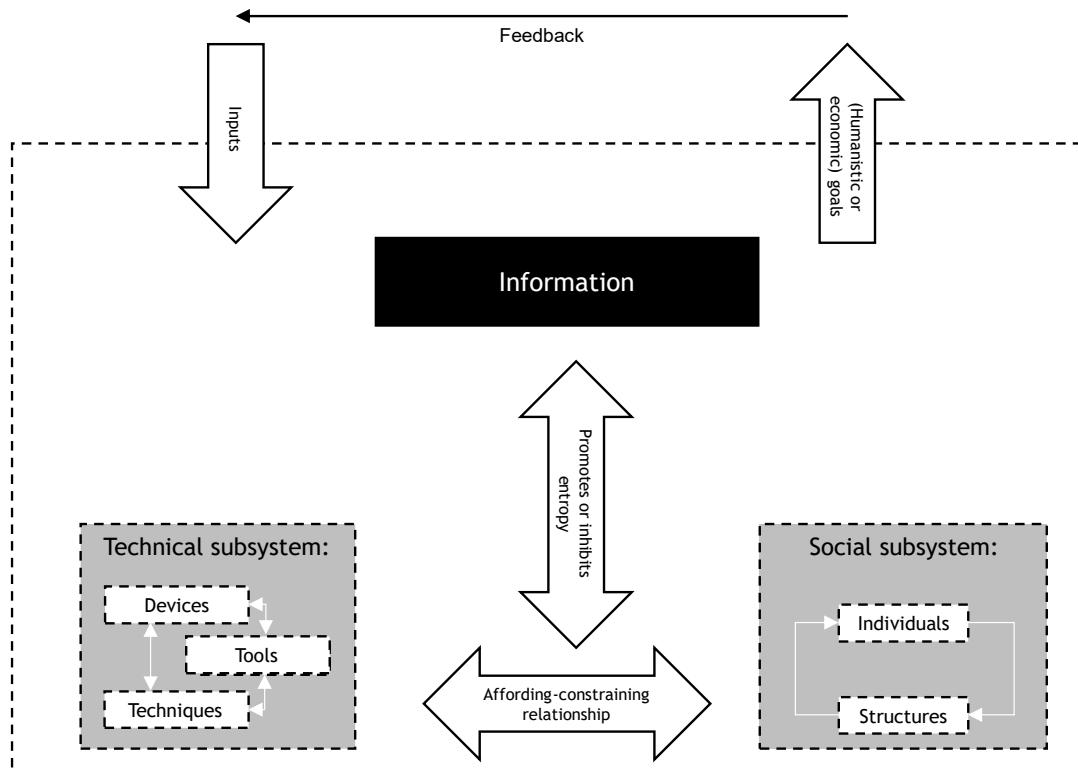 Feedback
Inputs
(Humanistic or
economic) goals
Information
Promotes or inhibits
entropy
Technical subsystem:
Devices
Tools
Techniques
Social subsystem:
Individuals
Structures
Affording-constraining
relationship